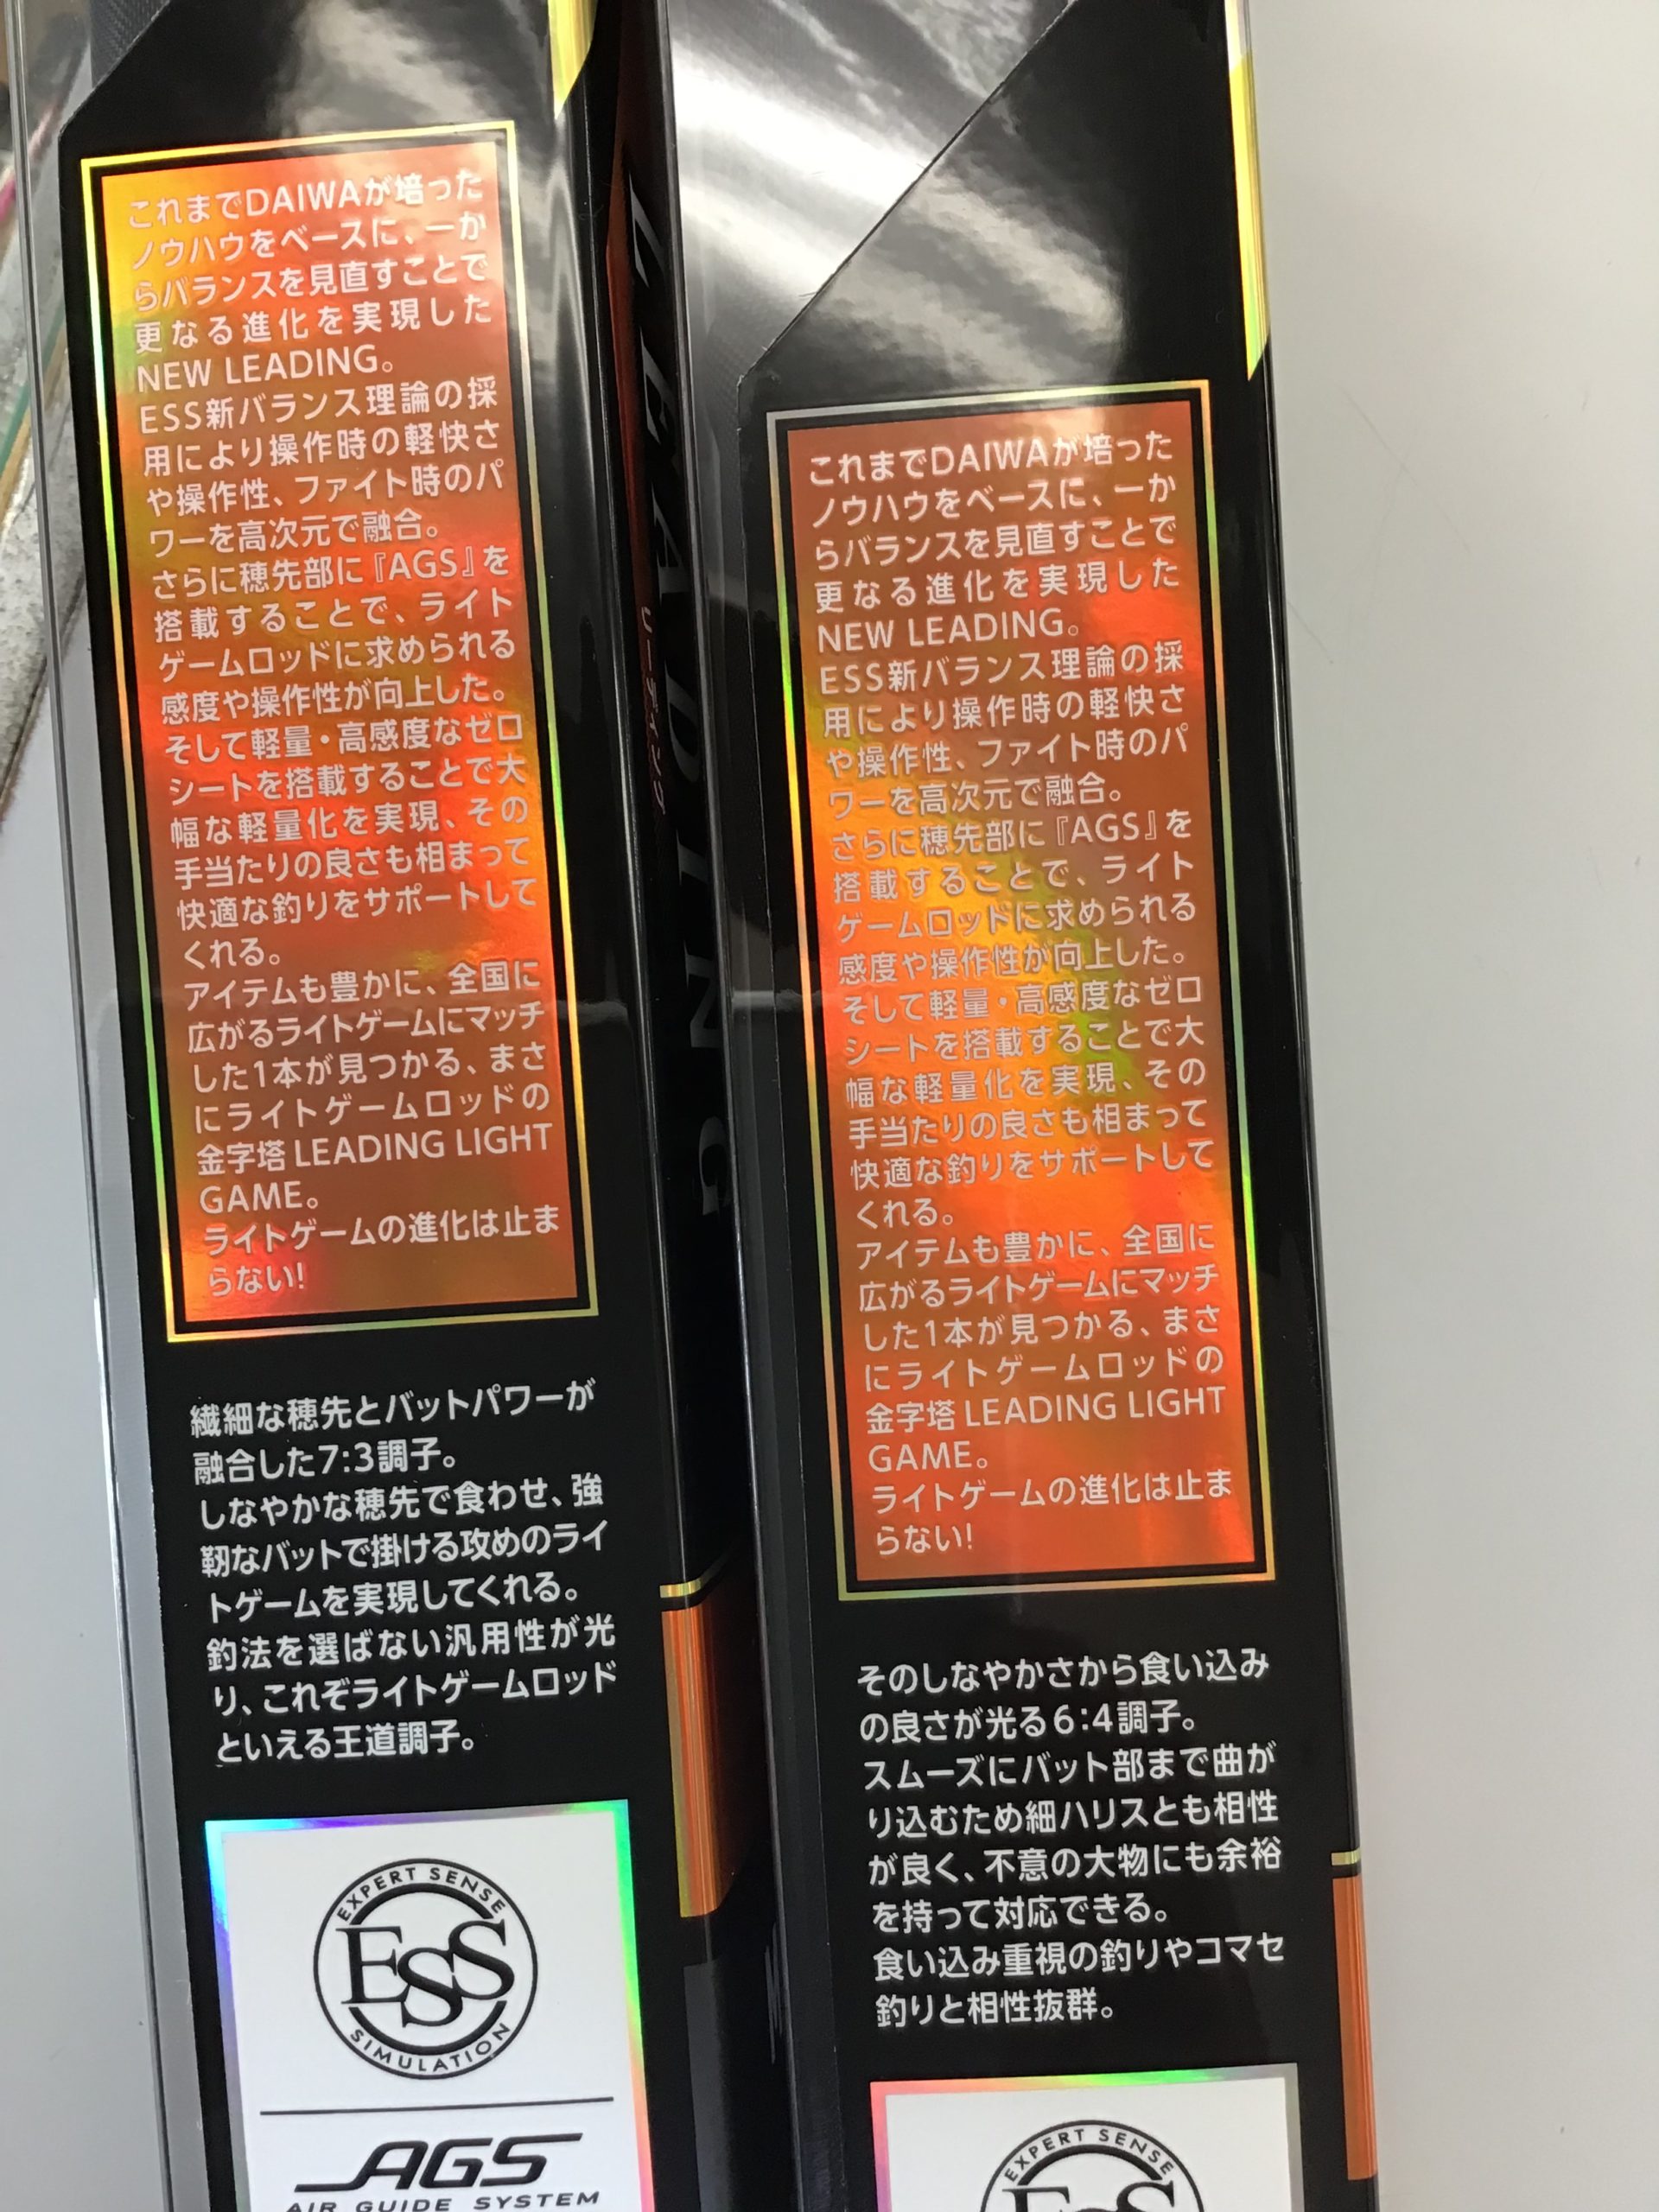 これまでDAIWAが培った
ノウハウをベースに、一か
らバランスを見直すことで
更なる進化を実現した
NEW LEADING。
ESS新バランス理論の採
用により操作時の軽快さ
や操作性、ファイト時のパ
ワーを高次元で融合。
さらに穂先部に『AGS』を
搭載することで、ライト
ゲームロッドに求められる
感度や操作性が向上した。
そして軽量・高感度なゼロ
シートを搭載することで大
幅な軽量化を実現、その
手当たりの良さも相まって
快適な釣りをサポートして
くれる。
アイテムも豊かに、全国に
広がるライトゲームにマッチ
した1本が見つかる、まさ
にライトゲームロッドの
金字塔 LEADING LIGHT
GAME。
ライトゲームの進化は止ま
らない!
繊細な穂先とバットパワーが
融合した7:3調子。
しなやかな穂先で食わせ、強
靭なバットで掛ける攻めのライ
トゲームを実現してくれる。
釣法を選ばない汎用性が光
り、これぞライトゲームロッド
といえる王道調子。
EXPERT SENSE
ESS
SIMULATION
AGS
AIR GUIDE SYSTEM
LEADING
リーディング
これまでDAIWAが培った
ノウハウをベースに、一か
らバランスを見直すことで
更なる進化を実現した
NEW LEADING。
ESS新バランス理論の採
用により操作時の軽快さ
や操作性、ファイト時のパ
ワーを高次元で融合。
さらに穂先部に『AGS』を
搭載することで、ライト
ゲームロッドに求められる
感度や操作性が向上した。
そして軽量・高感度なゼロ
シートを搭載することで大
幅な軽量化を実現、その
手当たりの良さも相まって
快適な釣りをサポートして
くれる。
アイテムも豊かに、全国に
広がるライトゲームにマッチ
した1本が見つかる、まさ
にライトゲームロッドの
金字塔 LEADING LIGHT
GAME。
ライトゲームの進化は止ま
らない!
そのしなやかさから食い込み
の良さが光る6:4調子。
スムーズにバット部まで曲が
り込むため細ハリスとも相性
が良く、不意の大物にも余裕
を持って対応できる。
食い込み重視の釣りやコマセ
釣りと相性抜群。
EXPERT SENSE
ESS